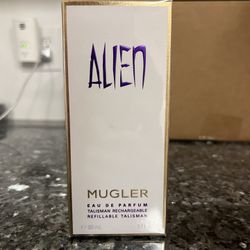 ALIEN
MUGLER
EAU DE PARFUM
TALISMAN RECHARGEABLE
REFILLABLE TALISMAN